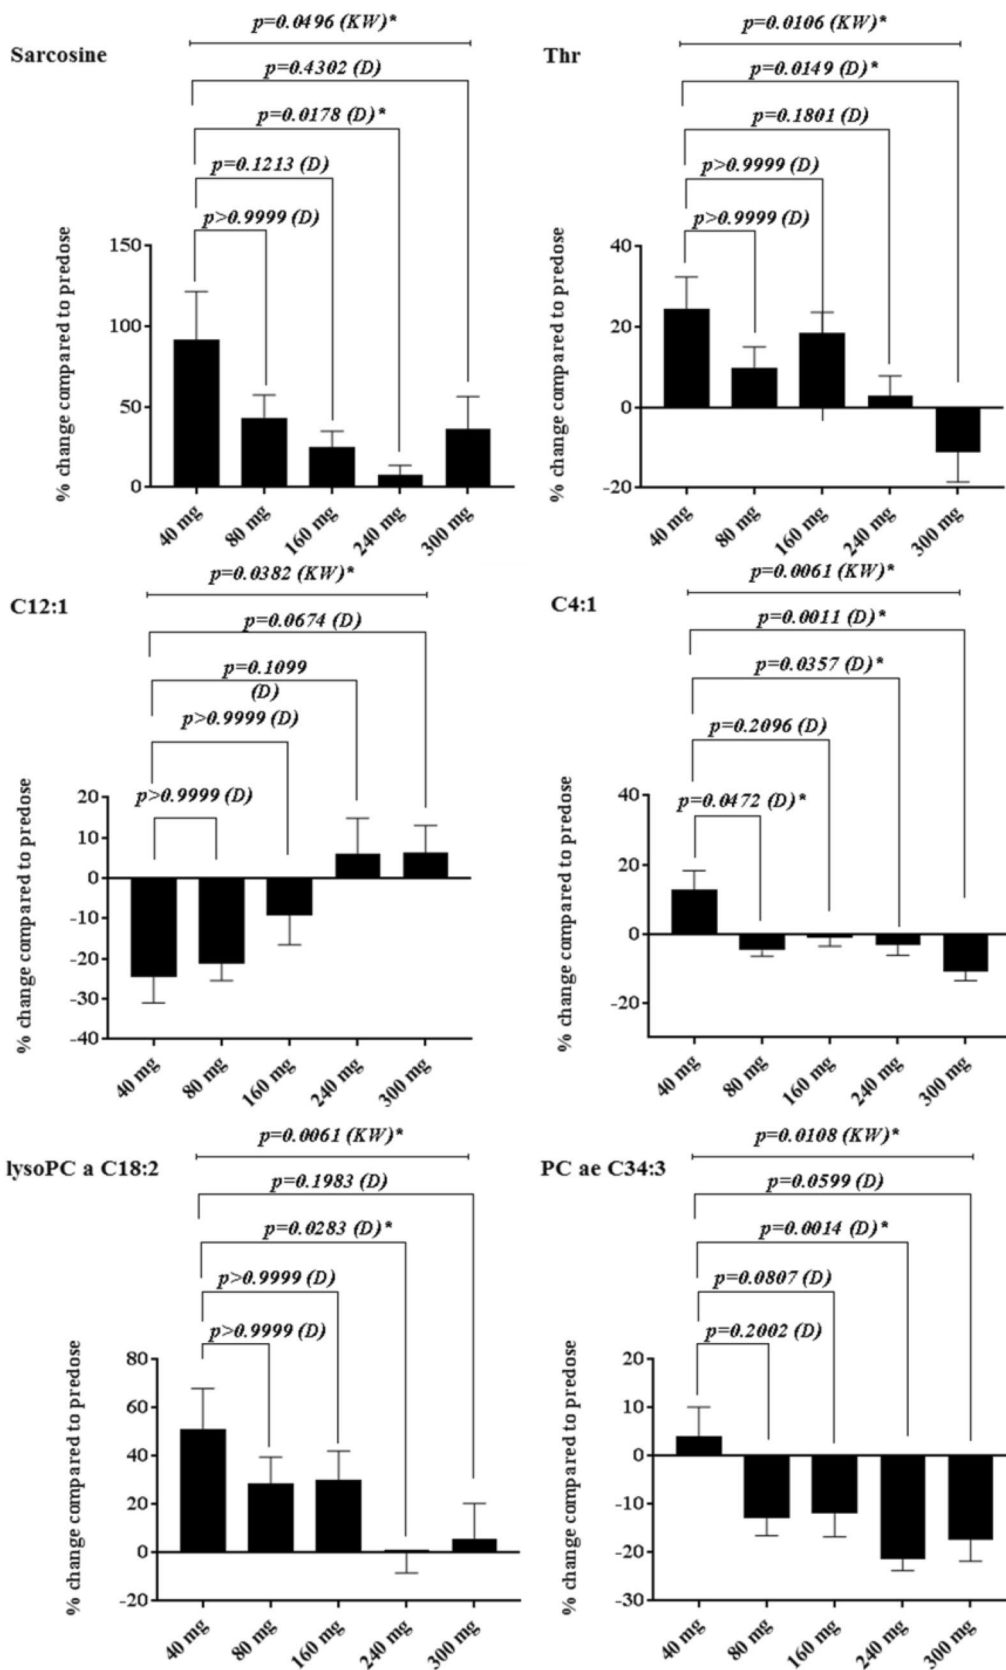 Sarcosine
p=0.0496 (KW)*
p=0.4302 (D)
p=0.0178 (D)*
p=0.1213 (D)
p>0.9999 (D)
% change compared to predose
150
100
50
0
40 mg
80 mg
160 mg
240 mg
300 mg
Thr
p=0.0106 (KW)*
p=0.0149 (D)*
p=0.1801 (D)
p>0.9999 (D)
p>0.9999 (D)
% change compared to predose
40
20
0
-20
40 mg
80 mg
160 mg
240 mg
300 mg
C12:1
p=0.0382 (KW)*
p=0.0674 (D)
p=0.1099
(D)
p>0.9999 (D)
p>0.9999 (D)
% change compared to predose
20
10
0
-10
-20
-30
-40
40 mg
80 mg
160 mg
240 mg
300 mg
C4:1
p=0.0061 (KW)*
p=0.0011 (D)*
p=0.0357 (D)*
p=0.2096 (D)
p=0.0472 (D)*
% change compared to predose
40
20
0
-20
40 mg
80 mg
160 mg
240 mg
300 mg
lysoPC a C18:2
p=0.0061 (KW)*
p=0.1983 (D)
p=0.0283 (D)*
p>0.9999 (D)
p>0.9999 (D)
% change compared to predose
80
60
40
20
0
-20
40 mg
80 mg
160 mg
240 mg
300 mg
PC ae C34:3
p=0.0108 (KW)*
p=0.0599 (D)
p=0.0014 (D)*
p=0.0807 (D)
p=0.2002 (D)
% change compared to predose
20
10
0
-10
-20
-30
40 mg
80 mg
160 mg
240 mg
300 mg